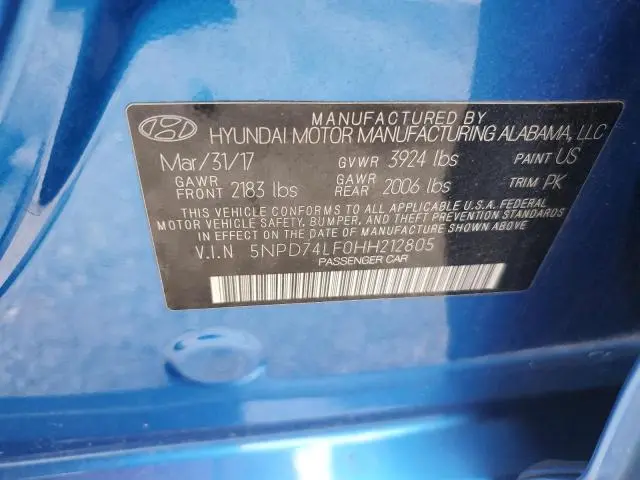 MANUFACTURED BY
HYUNDAI MOTOR MANUFACTURING ALABAMA, LLC
Mar/31/17 GVWR 3924 lbs PAINT US
GAWR FRONT 2183 lbs GAWR REAR 2006 lbs TRIM PK
THIS VEHICLE CONFORMS TO ALL APPLICABLE U.S.A. FEDERAL
MOTOR VEHICLE SAFETY, BUMPER, AND THEFT PREVENTION
STANDARDS IN EFFECT ON THE DATE OF MANUFACTURE SHOWN ABOVE
V.I.N 5NPD74LF0HH212805
PASSENGER CAR